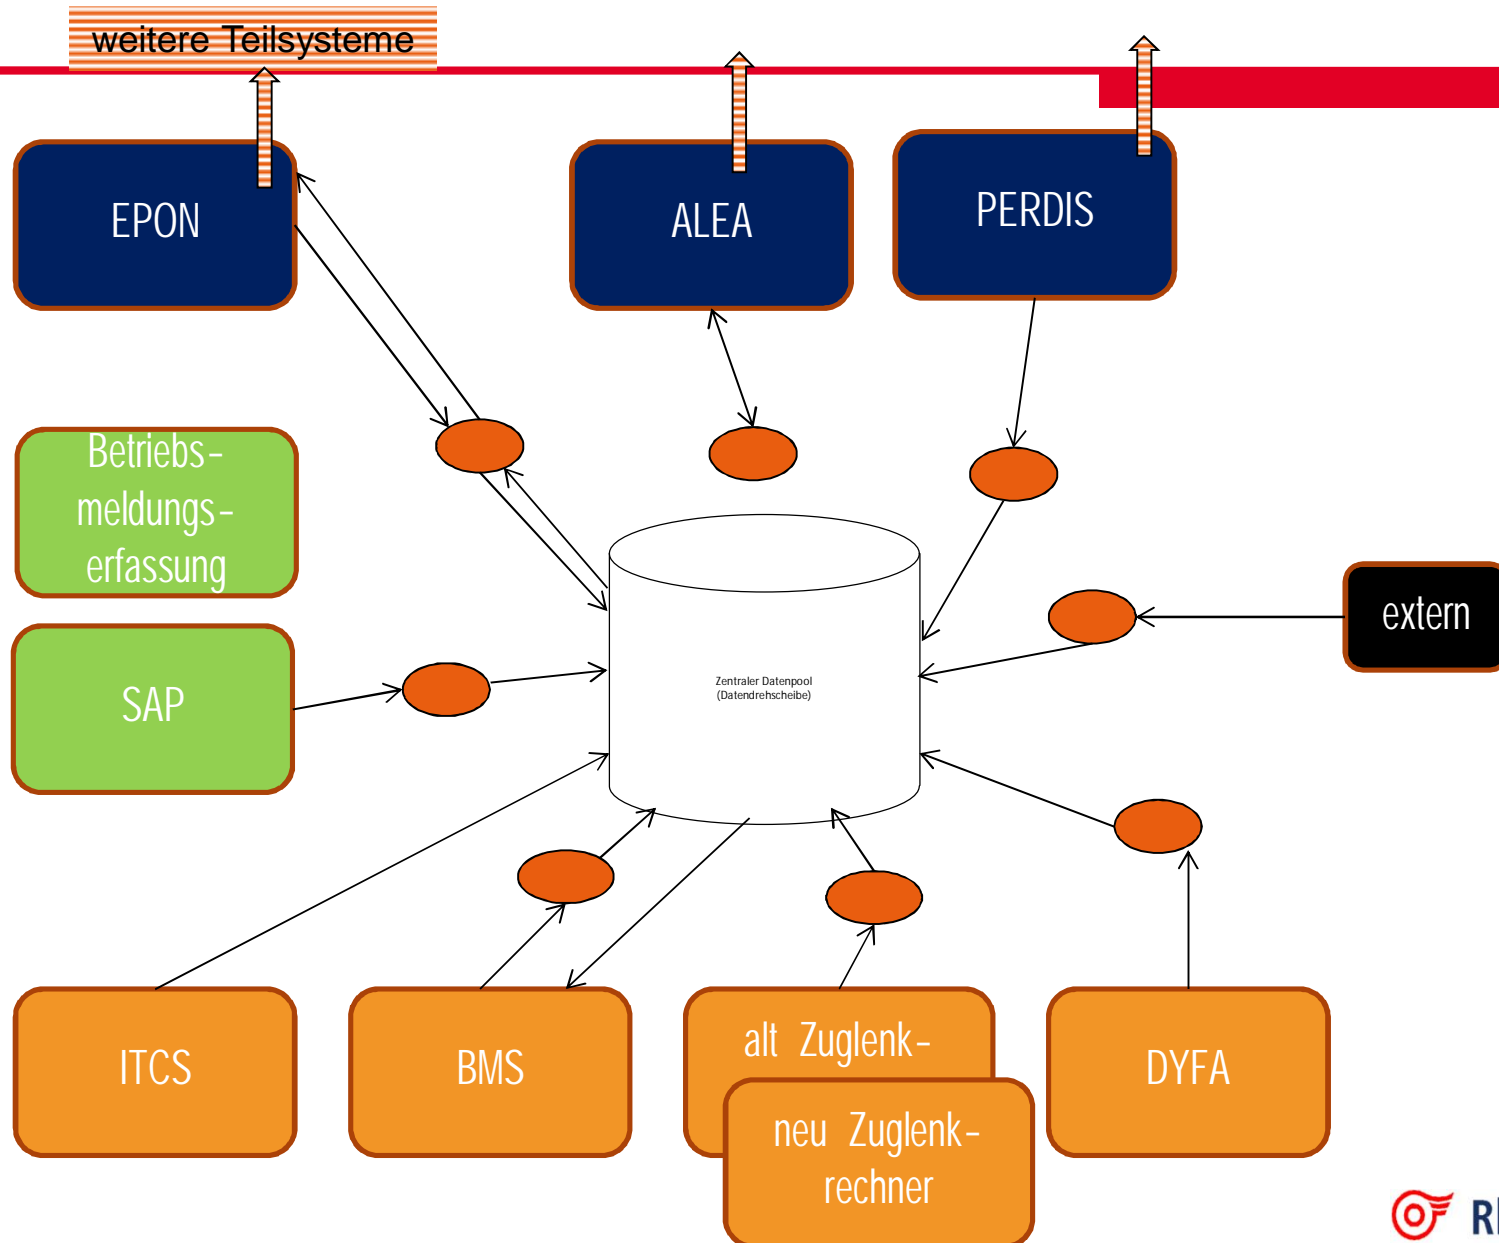 weitere Teilsysteme
EPON
ALEA
PERDIS
Betriebs-
meldungs-
erfassung
extern
SAP
Zentraler Datenpool
(Datendrehscheibe)
ITCS
BMS
alt Zuglenk-
neu Zuglenk-
rechner
DYFA